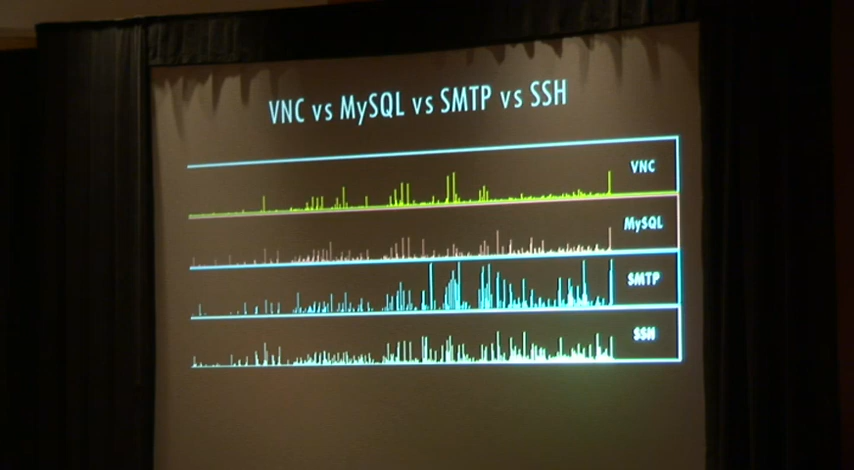 VNC vs MySQL vs SMTP vs SSH
VNC
MySQL
SMTP
SSH